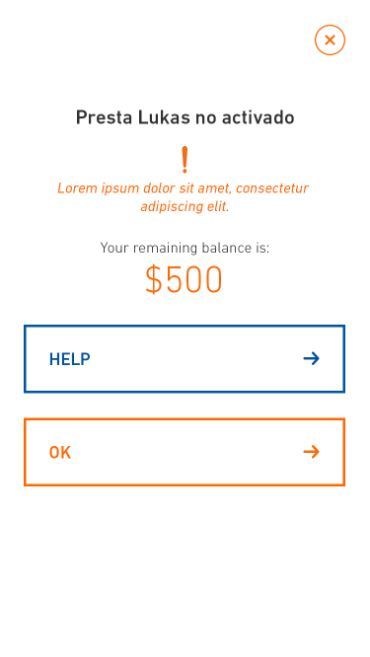 Presta Lukas no activado
!
Lorem ipsum dolor sit amet, consectetur
adipiscing elit.
Your remaining balance is:
$500
HELP
OK